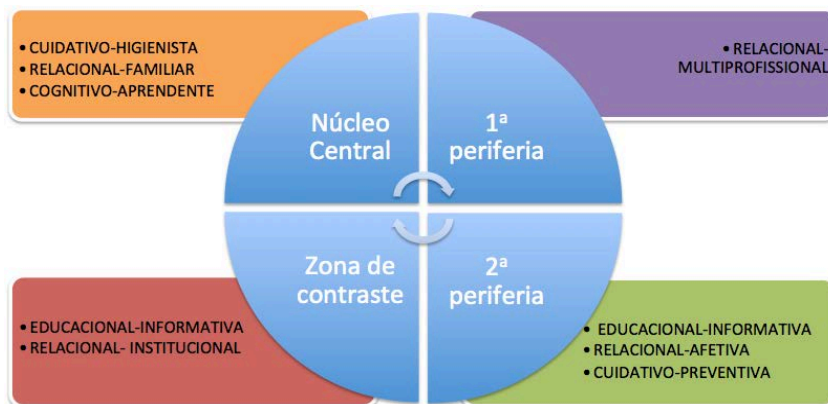 • CUIDATIVO-HIGIENISTA
• RELACIONAL-FAMILIAR
• COGNITIVO-APRENDENTE
Núcleo
Central
1ª
periferia
• RELACIONAL-
MULTIPROFISSIONAL
Zona de
contraste
2ª
periferia
• EDUCACIONAL-INFORMATIVA
• RELACIONAL- INSTITUCIONAL
• EDUCACIONAL-INFORMATIVA
• RELACIONAL-AFETIVA
• CUIDATIVO-PREVENTIVA